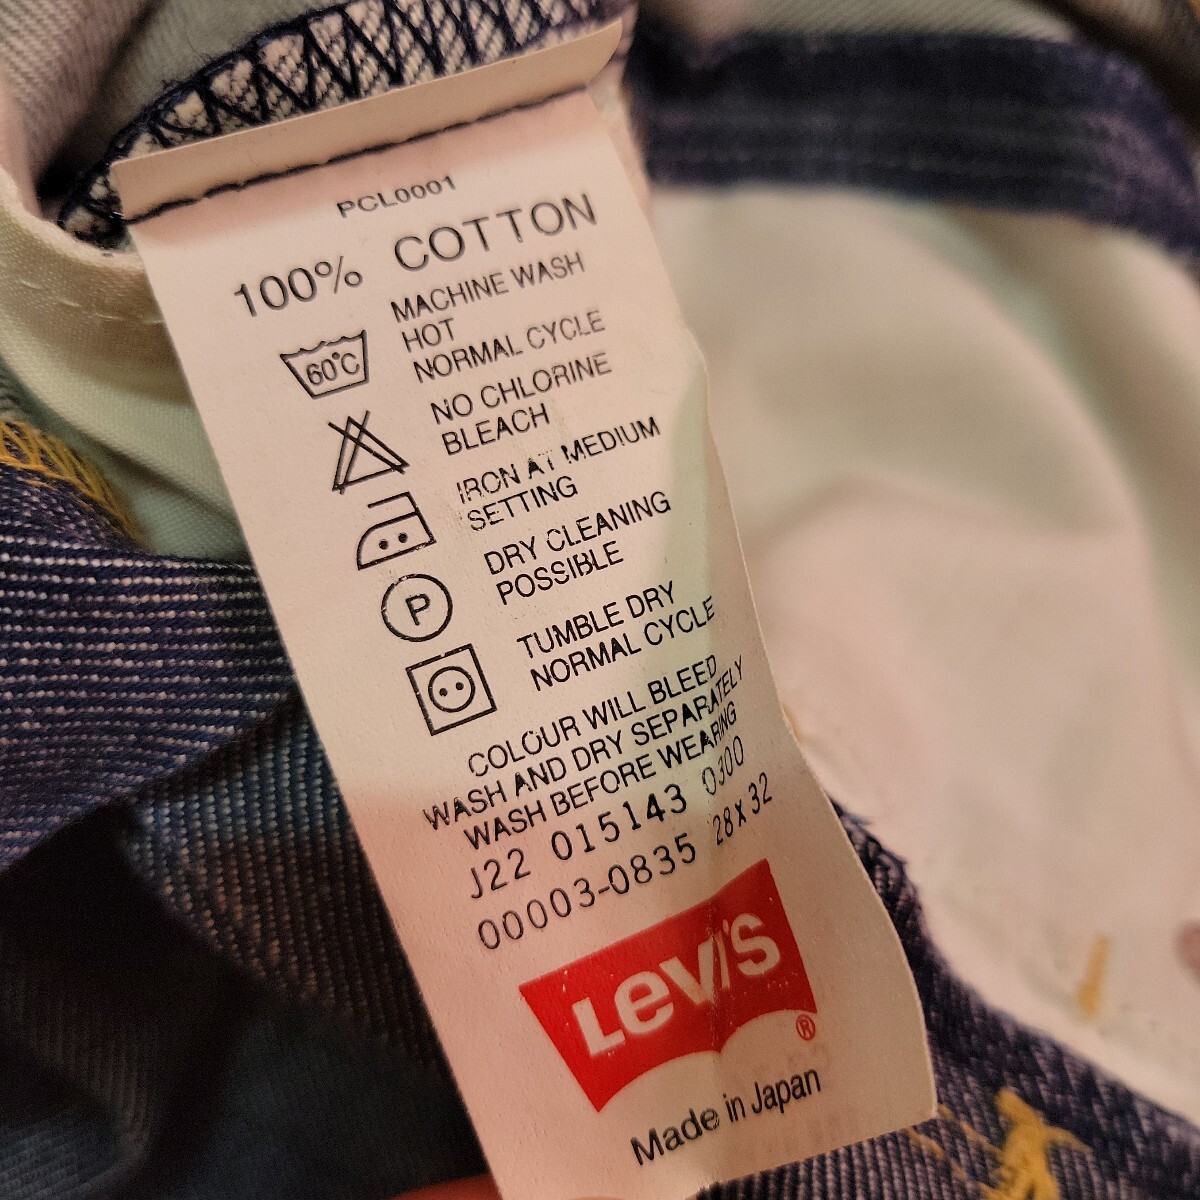 PCL0001
100% COTTON
60°C
MACHINE WASH
HOT
NORMAL CYCLE
NO CHLORINE
BLEACH
IRON AT MEDIUM
SETTING
P
DRY CLEANING
POSSIBLE
TUMBLE DRY
NORMAL CYCLE
COLOUR WILL BLEED
WASH AND DRY SEPARATELY
WASH BEFORE WEARING
J22 015143 0300
00003-0835 28X32
Levi's
®
Made in Japan